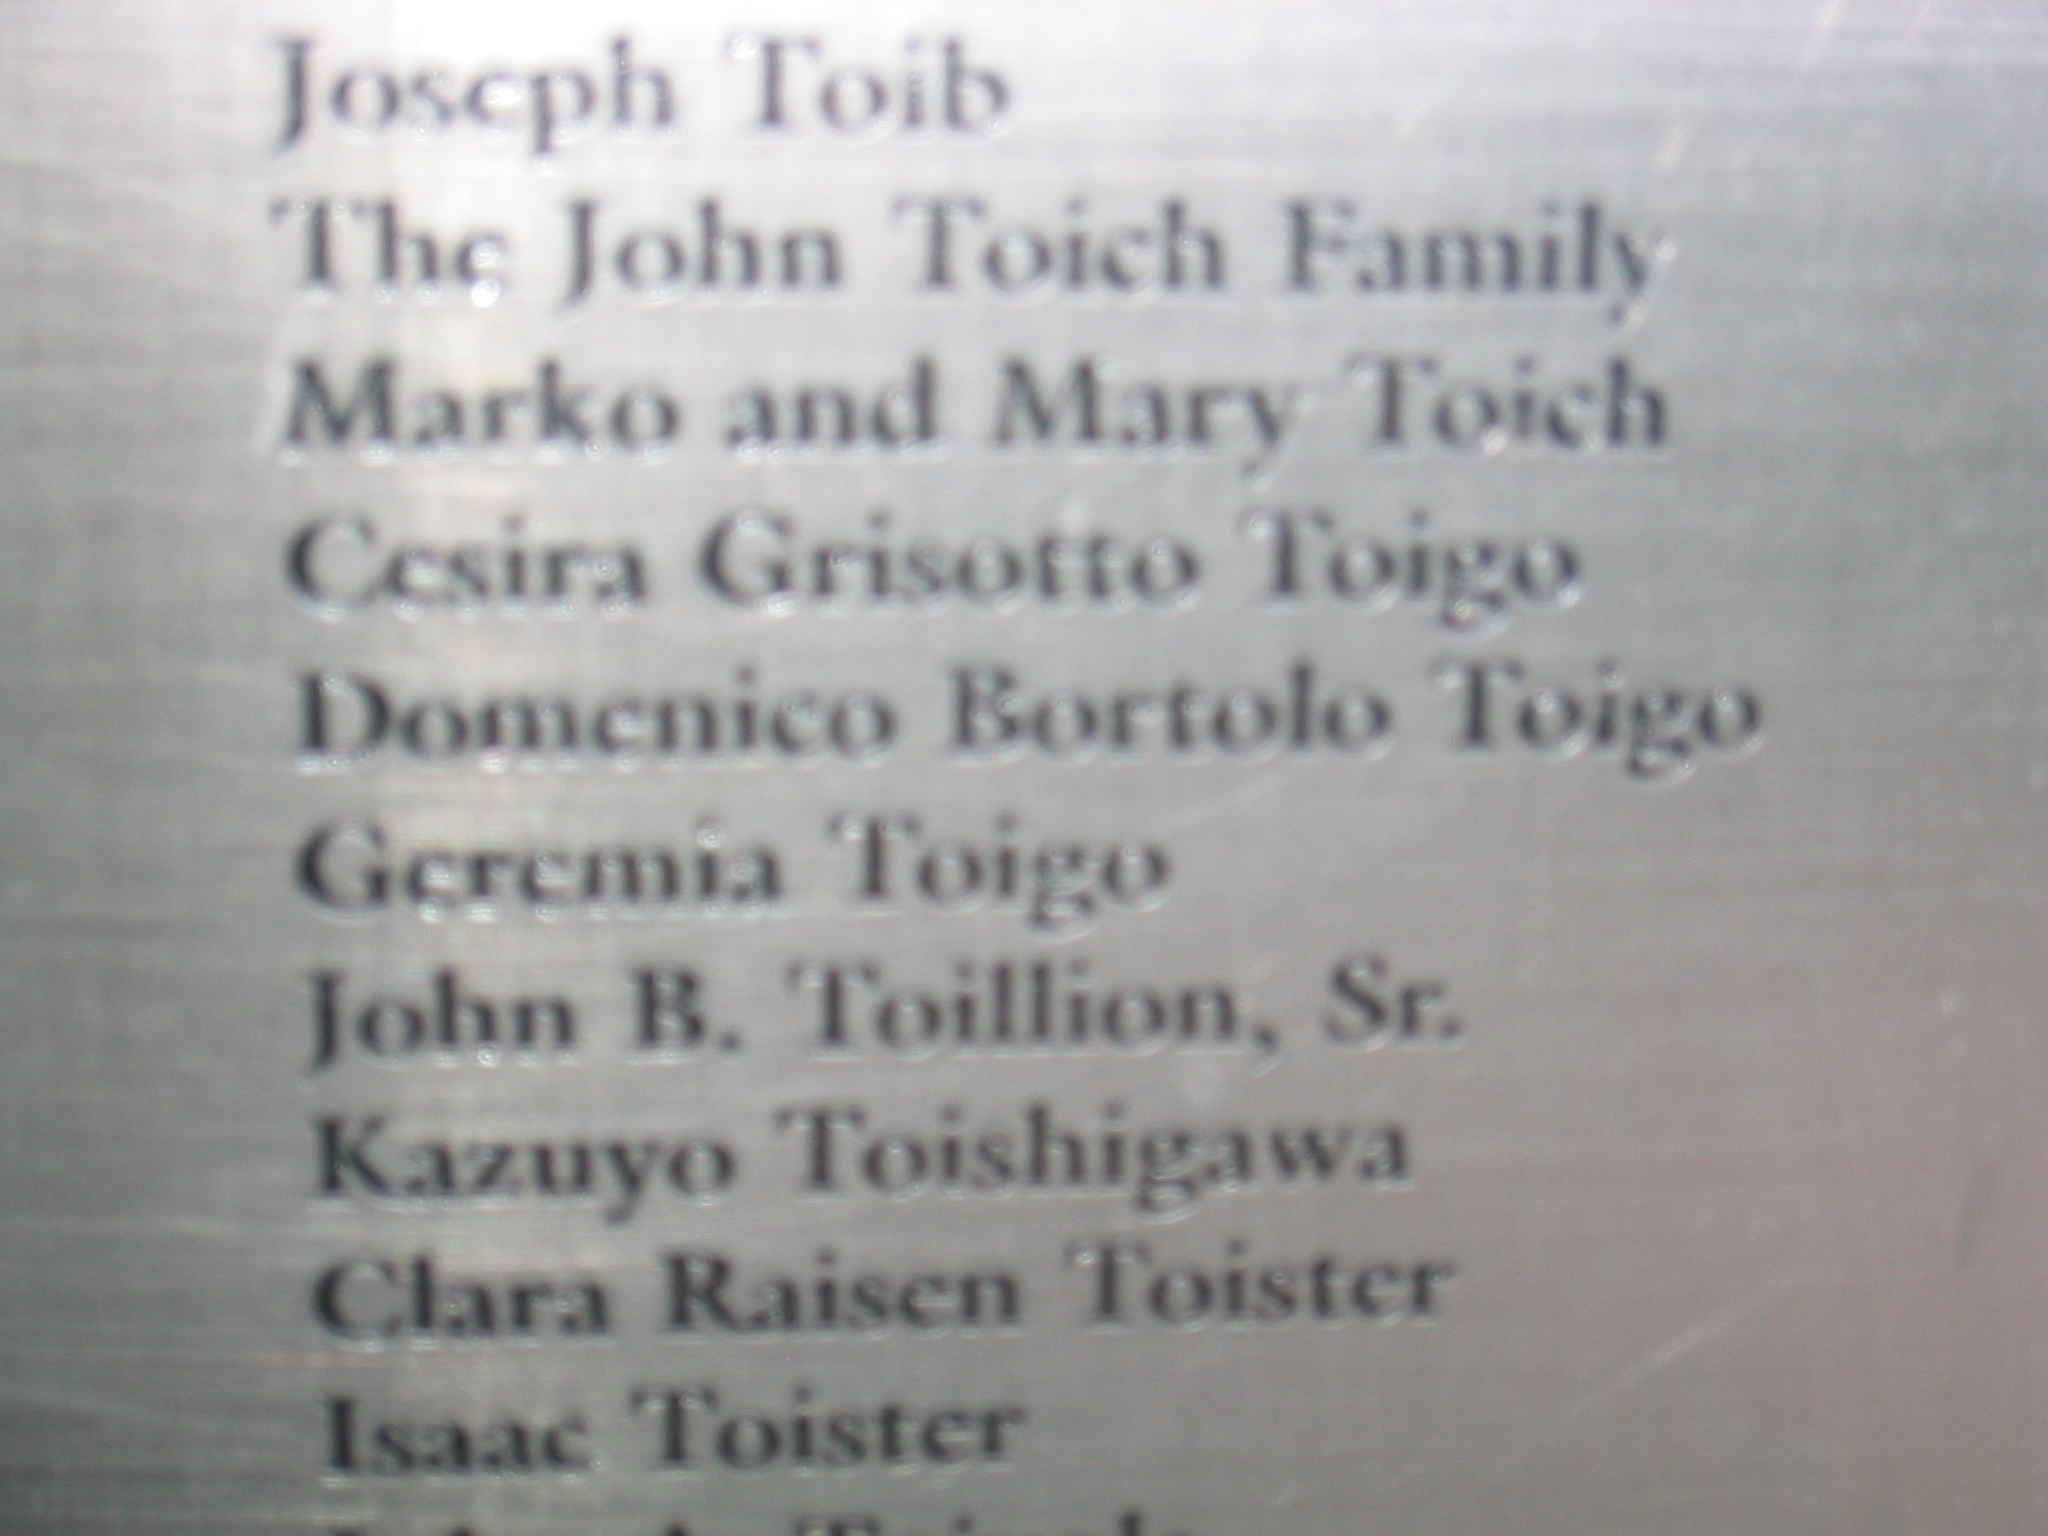 Joseph Toib
The John Toich Family
Marko and Mary Toich
Cesira Grisotto Toigo
Domenico Bortolo Toigo
Geremia Toigo
John B. Toillion, Sr.
Kazuyo Toishigawa
Clara Raisen Toister
Isaac Toister